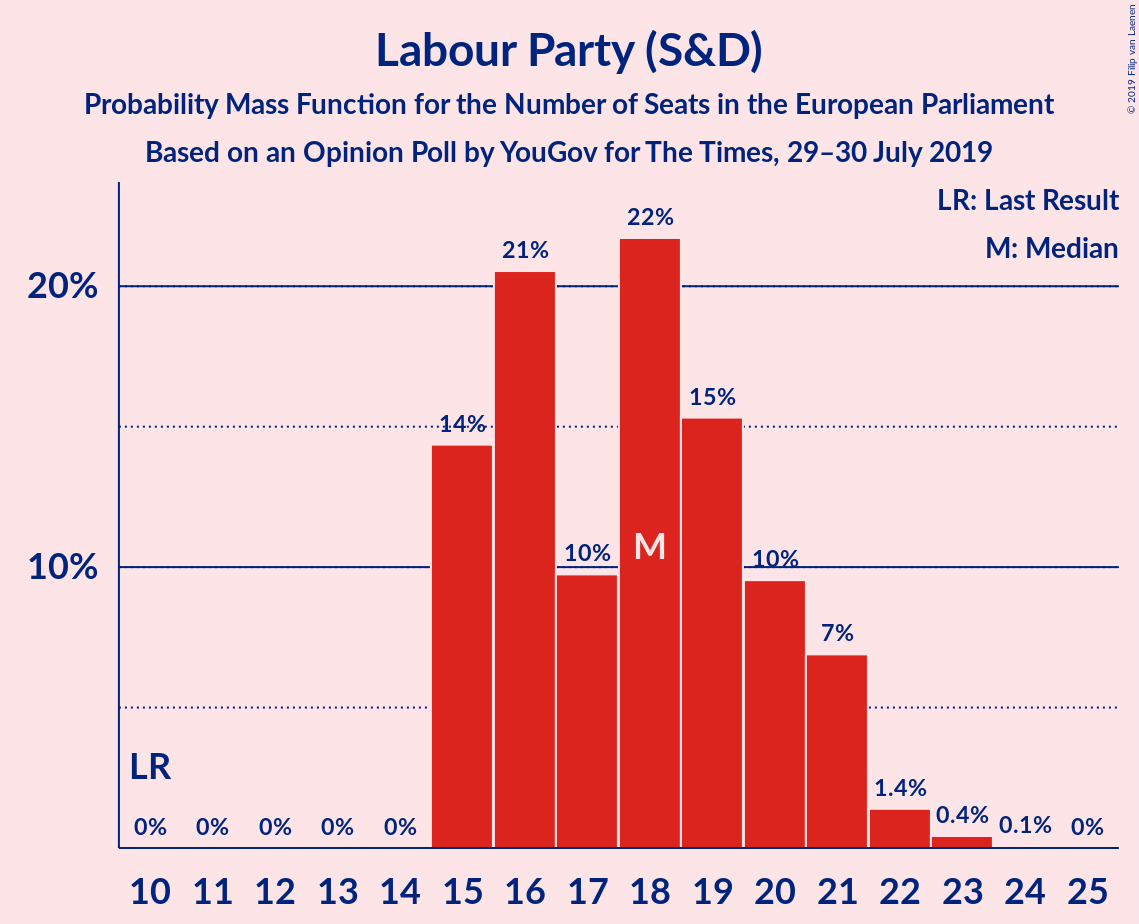 Labour Party (S&D)
Probability Mass Function for the Number of Seats in the European Parliament
Based on an Opinion Poll by YouGov for The Times, 29–30 July 2019
© 2019 Filip van Laenen
LR: Last Result
M: Median
20%
10%
0% 0% 0% 0% 0% 14% 21% 10% 22% 15% 10% 7% 1.4% 0.4% 0.1% 0%
LR
M
10 11 12 13 14 15 16 17 18 19 20 21 22 23 24 25